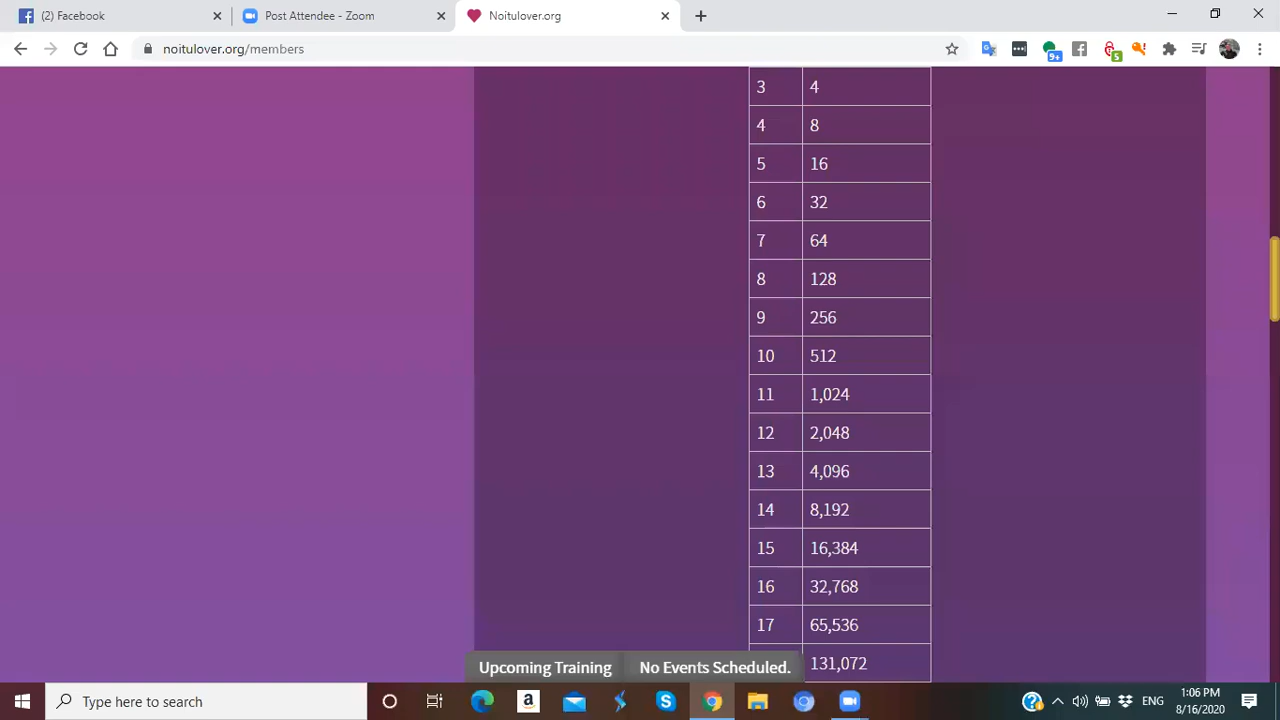 (2) Facebook
Post Attendee - Zoom
Noitulover.org
noitulover.org/members
9+
5
3 4
4 8
5 16
6 32
7 64
8 128
9 256
10 512
11 1,024
12 2,048
13 4,096
14 8,192
15 16,384
16 32,768
17 65,536
131,072
Upcoming Training No Events Scheduled.
Type here to search
ENG
1:06 PM
8/16/2020